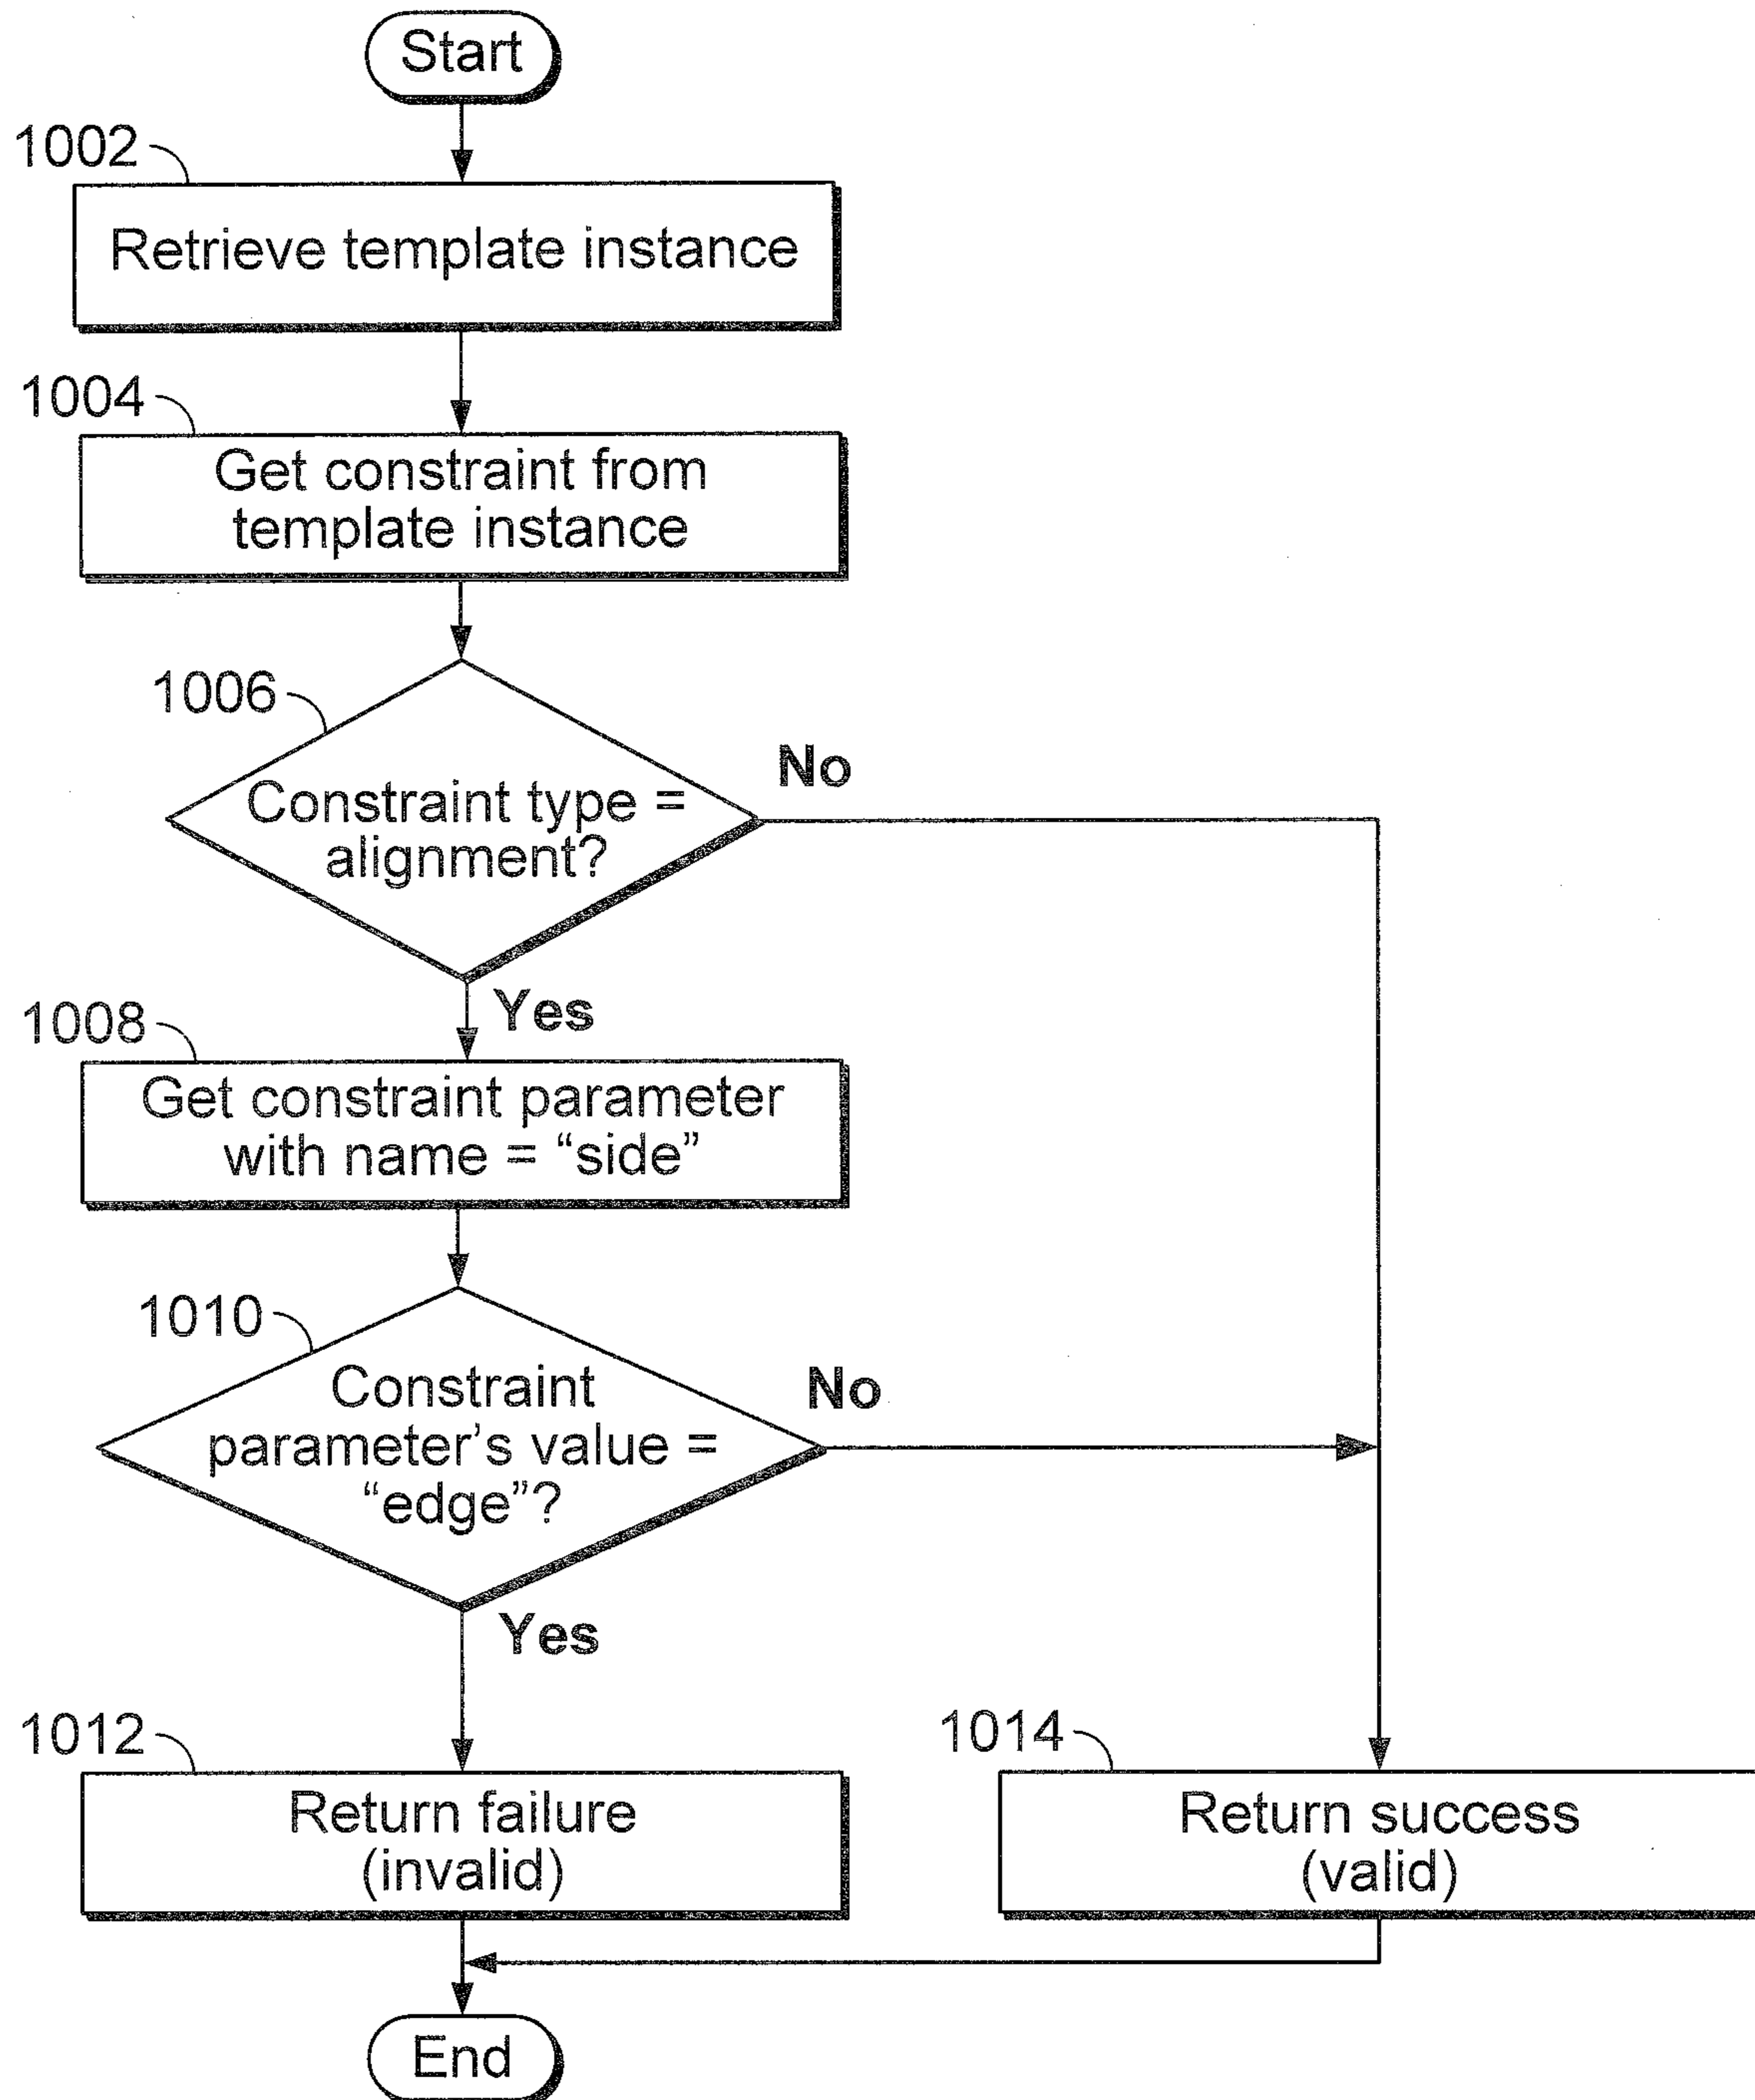 Start
1002
Retrieve template instance
1004
Get constraint from
template instance
1006
Constraint type =
alignment?
No
Yes
1008
Get constraint parameter
with name = “side”
1010
Constraint
parameter’s value =
“edge”?
No
Yes
1012
Return failure
(invalid)
1014
Return success
(valid)
End